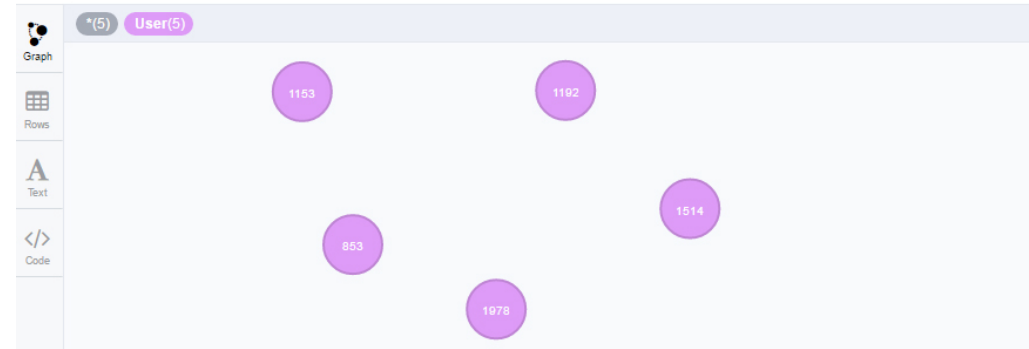 *(5) User(5)
Graph
1153 1192
Rows
Text
1514
</>
853
Code
1978